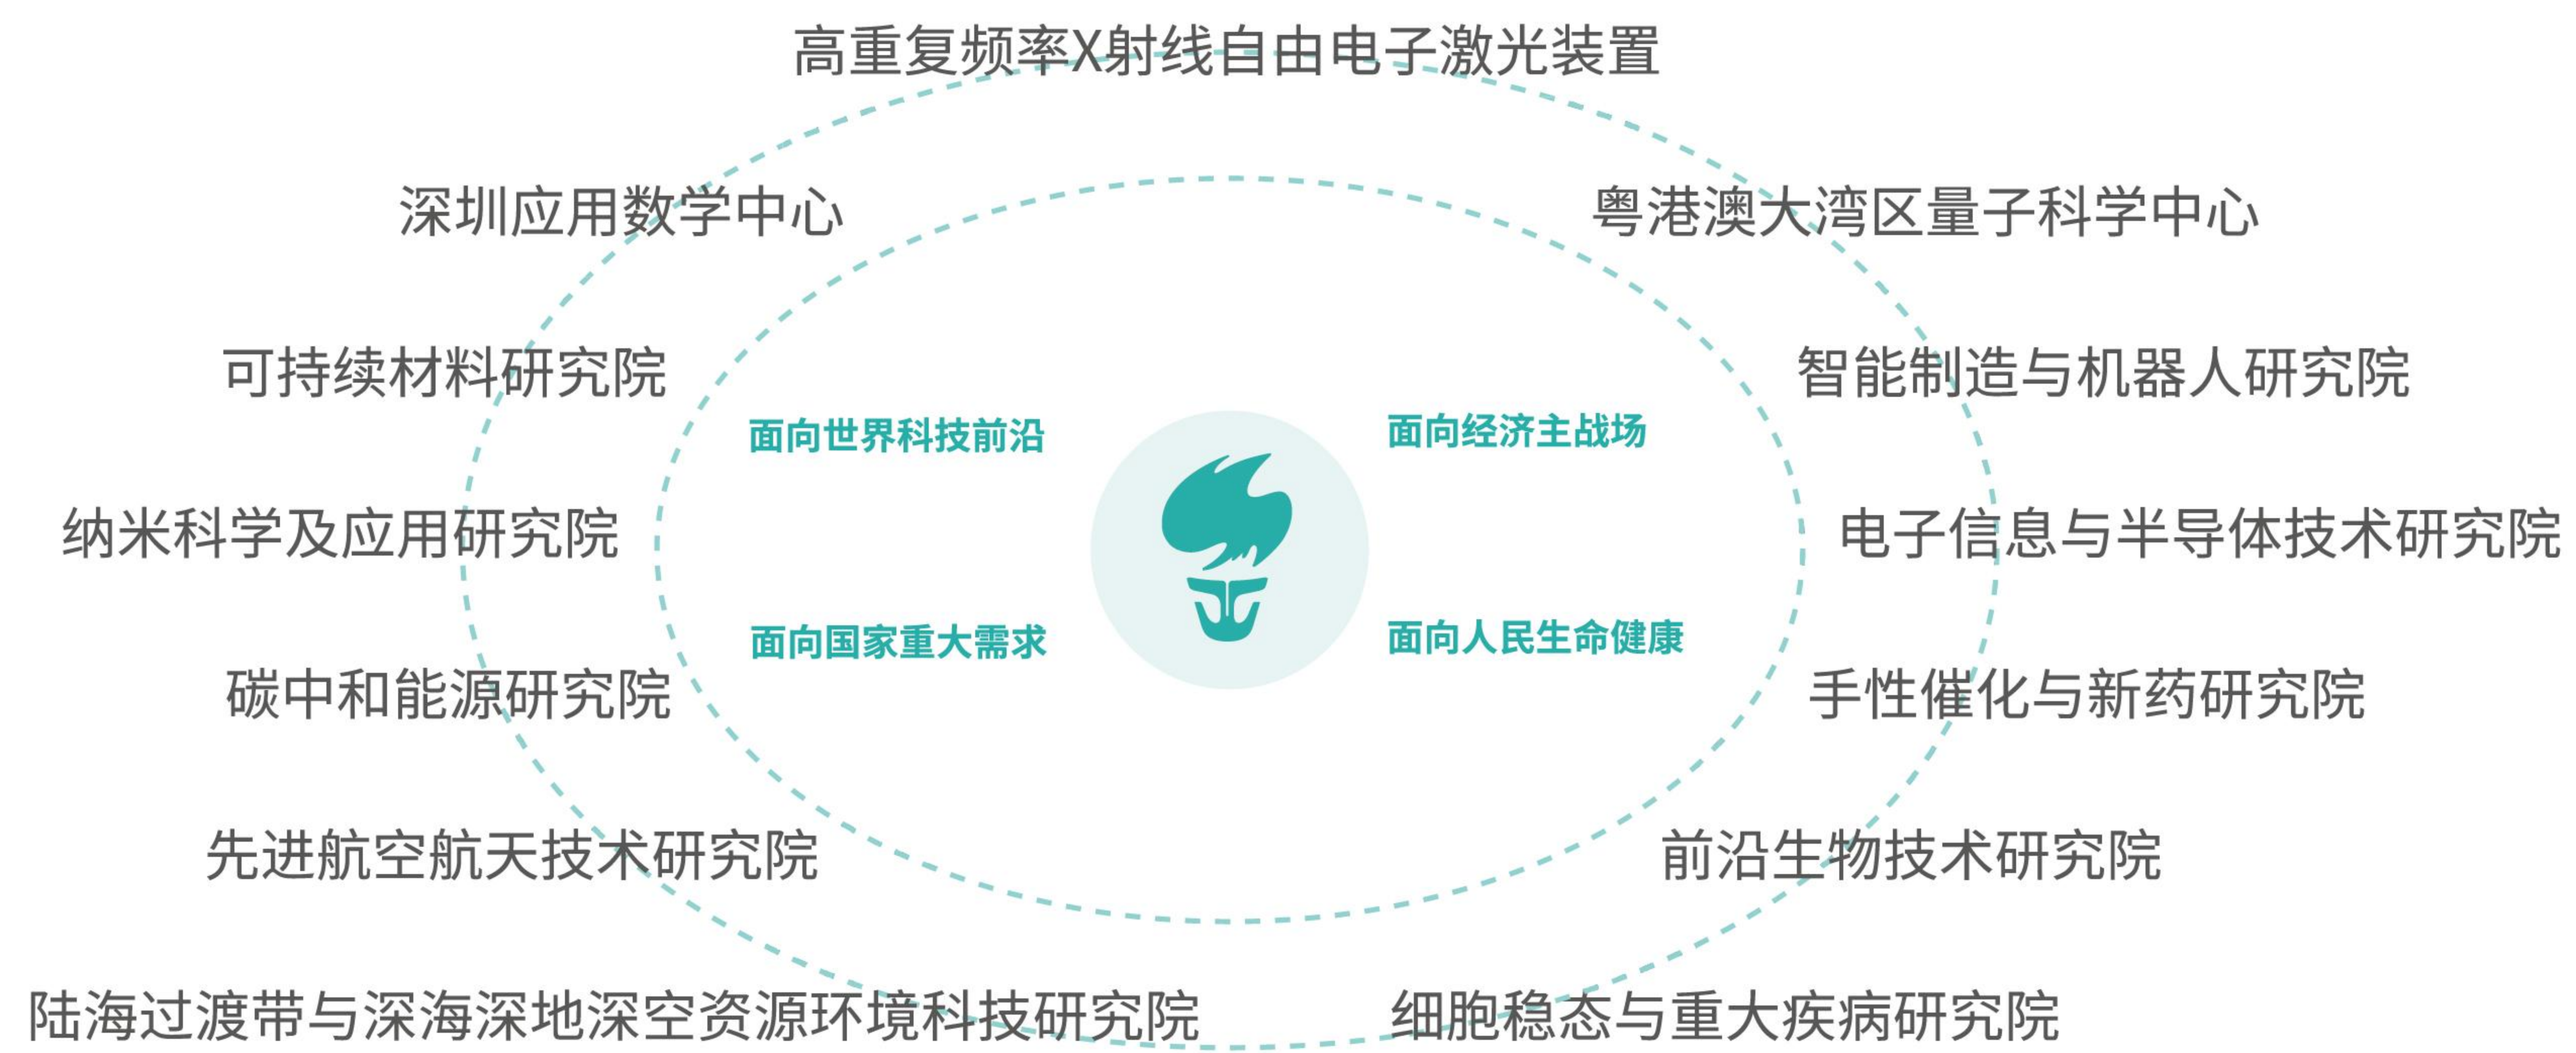 高重复频率X射线自由电子激光装置
深圳应用数学中心
粤港澳大湾区量子科学中心
可持续材料研究院
智能制造与机器人研究院
面向世界科技前沿
面向经济主战场
纳米科学及应用研究院
电子信息与半导体技术研究院
面向国家重大需求
面向人民生命健康
碳中和能源研究院
手性催化与新药研究院
先进航空航天技术研究院
前沿生物技术研究院
陆海过渡带与深海深地深空资源环境科技研究院
细胞稳态与重大疾病研究院